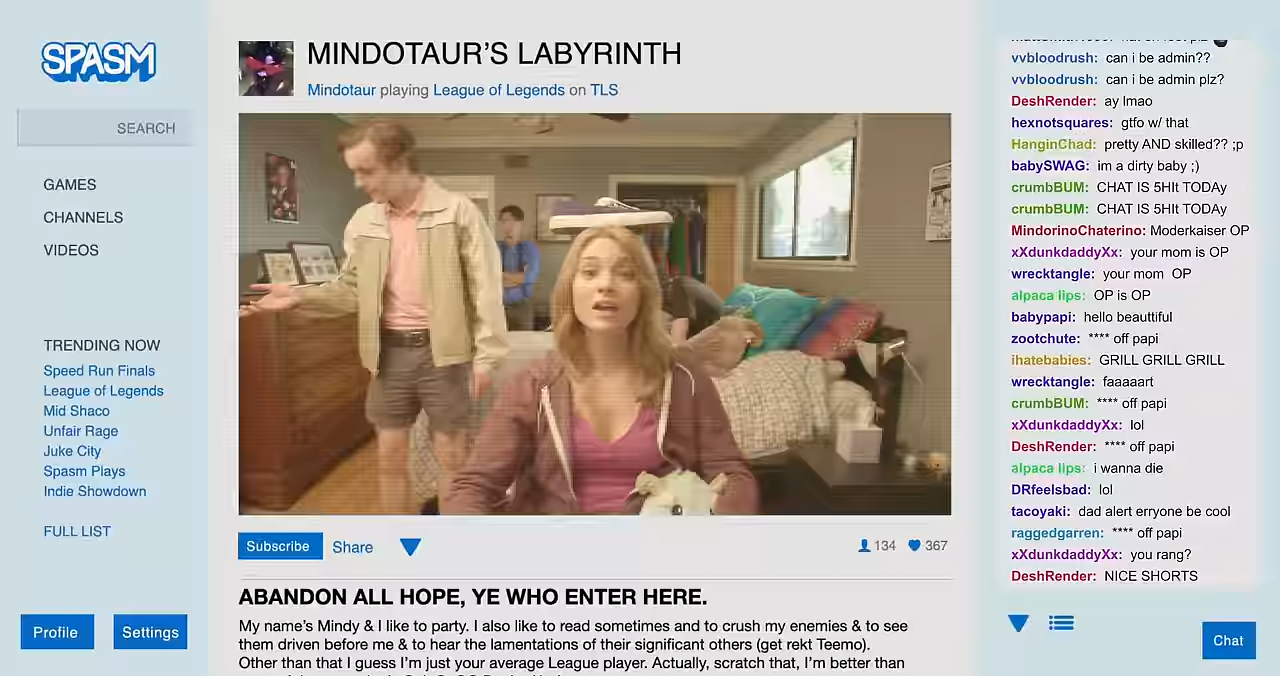 SPASM
SEARCH
GAMES
CHANNELS
VIDEOS
TRENDING NOW
Speed Run Finals
League of Legends
Mid Shaco
Unfair Rage
Juke City
Spasm Plays
Indie Showdown
FULL LIST
Profile
Settings
MINDOTAUR'S LABYRINTH
Mindotaur playing League of Legends on TLS
Subscribe
Share
134
367
ABANDON ALL HOPE, YE WHO ENTER HERE.
My name's Mindy & I like to party. I also like to read sometimes and to crush my enemies & to see
them driven before me & to hear the lamentations of their significant others (get rekt Teemo).
Other than that I guess I'm just your average League player. Actually, scratch that, I'm better than
vvbloodrush: can i be admin??
vvbloodrush: can i be admin plz?
DeshRender: ay lmao
hexnotsquares: gtfo w/ that
HanginChad: pretty AND skilled?? ;p
babySWAG: im a dirty baby ;)
crumbBUM: CHAT IS 5HIt TODAy
crumbBUM: CHAT IS 5HIt TODAy
MindorinoChaterino: Moderkaiser OP
xXdunkdaddyXx: your mom is OP
wrecktangle: your mom OP
alpaca lips: OP is OP
babypapi: hello beauttiful
zootchute: **** off papi
ihatebabies: GRILL GRILL GRILL
wrecktangle: faaaart
crumbBUM: **** off papi
xXdunkdaddyXx: lol
DeshRender: **** off papi
alpaca lips: i wanna die
DRfeelsbad: lol
tacoyaki: dad alert erryone be cool
raggedgarren: **** off papi
xXdunkdaddyXx: you rang?
DeshRender: NICE SHORTS
Chat